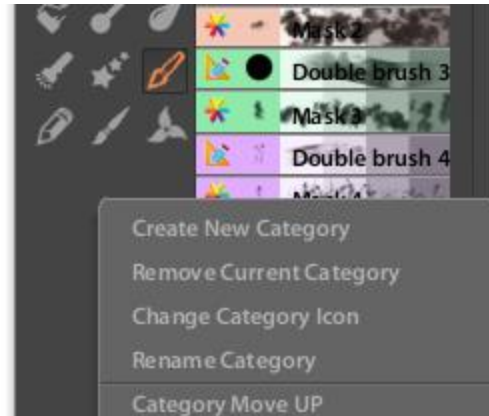 Mask 2
Double brush 3
Mask 3
Double brush 4
Create New Category
Remove Current Category
Change Category Icon
Rename Category
Category Move UP